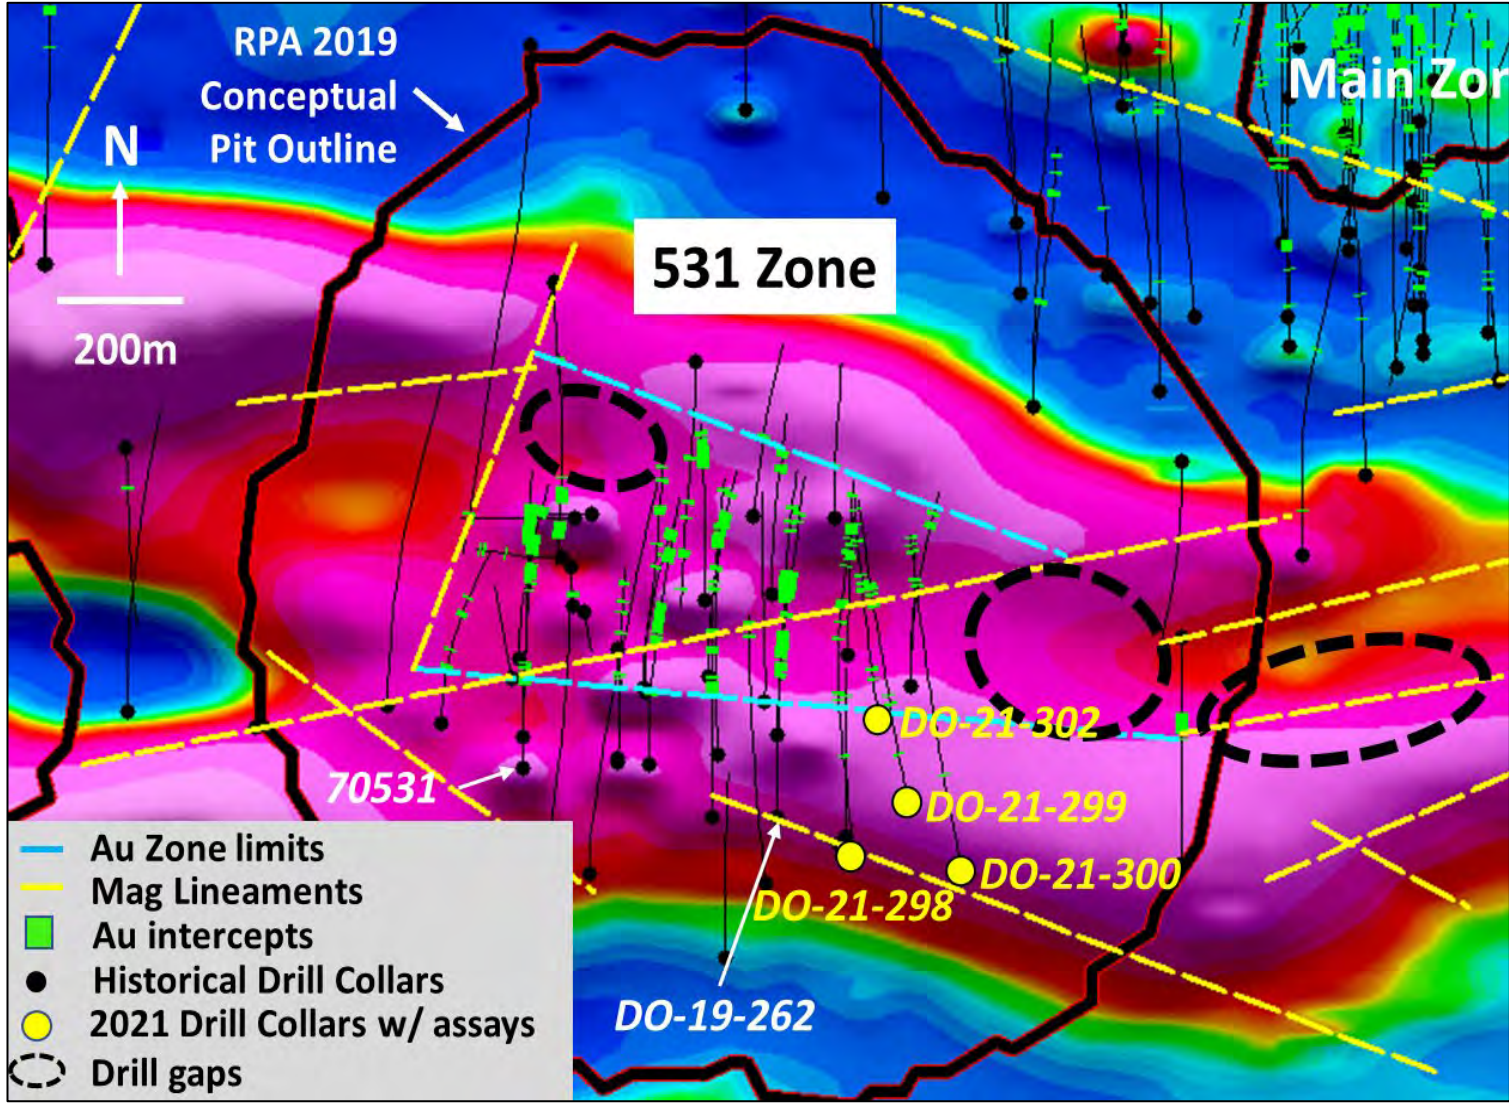 RPA 2019
Conceptual
Pit Outline
Main Zor
N
531 Zone
200m
DO-21-302
70531
DO-21-299
DO-21-300
DO-21-298
DO-19-262
Au Zone limits
Mag Lineaments
Au intercepts
Historical Drill Collars
2021 Drill Collars w/ assays
Drill gaps